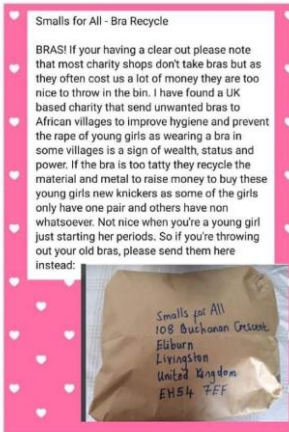 Smalls for All - Bra Recycle
BRAS! If your having a clear out please note
that most charity shops don't take bras but as
they often cost us a lot of money they are too
nice to throw in the bin. I have found a UK
based charity that send unwanted bras to
African villages to improve hygiene and prevent
the rape of young girls as wearing a bra in
some villages is a sign of wealth, status and
power. If the bra is too tatty they recycle the
material and metal to raise money to buy these
young girls new knickers as some of the girls
only have one pair and others have non
whatsoever. Not nice when you're a young girl
just starting her periods. So if you're throwing
out your old bras, please send them here
instead:
Smalls for All
108 Buchanan Crescent
Eliburn
Livingston
United Kingdom
EH54 7EF